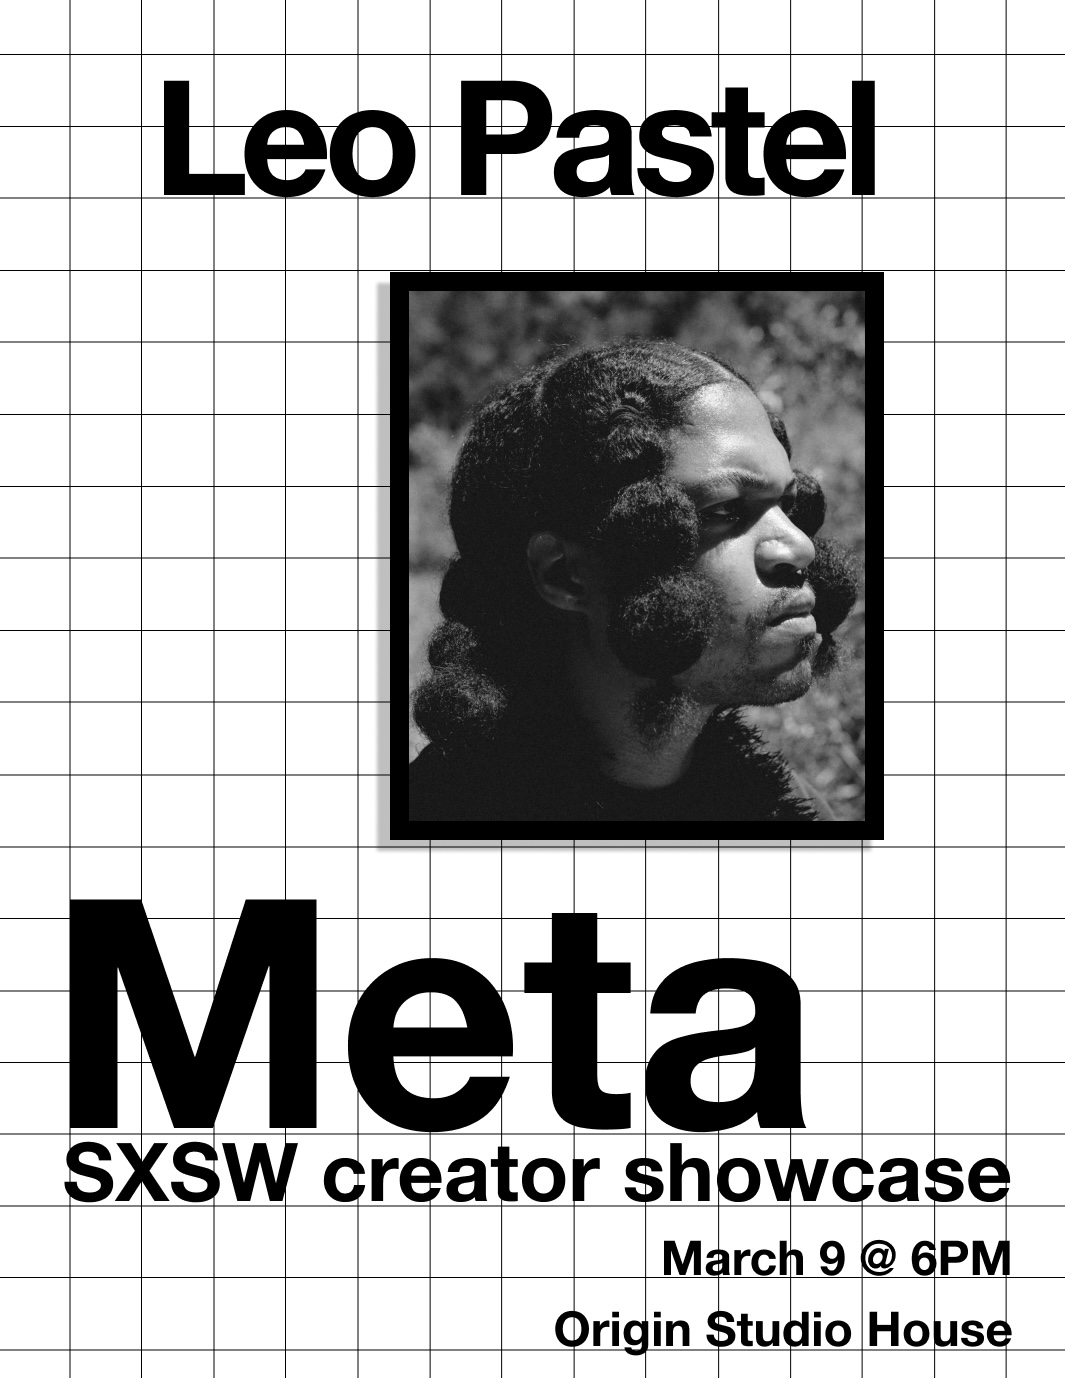 Leo Pastel
Meta
SXSW creator showcase
March 9 @ 6PM
Origin Studio House